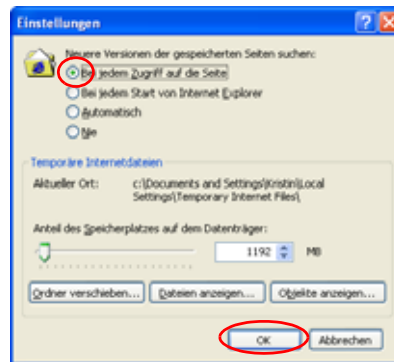 Einstellungen
Neuere Versionen der gespeicherten Seiten suchen:
Bei jedem Zugriff auf die Seite
Bei jedem Start von Internet Explorer
Automatisch
Nie
Temporäre Internetdateien
Aktueller Ort: c:\Documents and Settings\Kristin\Local
Settings\Temporary Internet Files\
Anteil des Speicherplatzes auf dem Datenträger:
1192 MB
Ordner verschieben... Dateien anzeigen... Objekte anzeigen...
OK Abbrechen